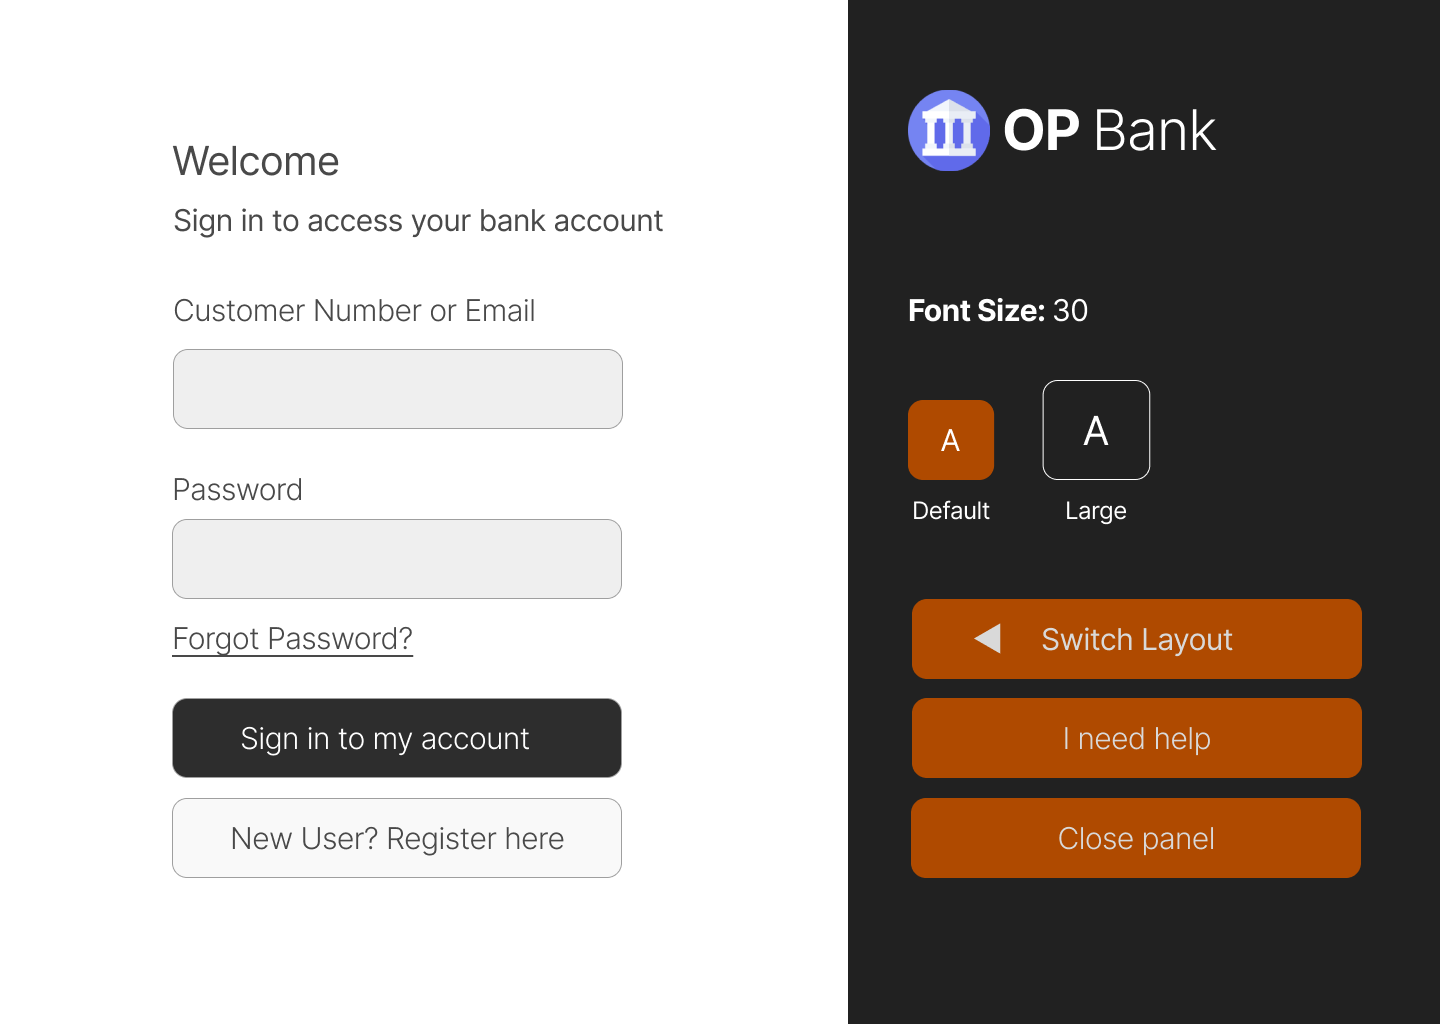 Welcome
Sign in to access your bank account
Customer Number or Email
Password
Forgot Password?
Sign in to my account
New User? Register here
OP Bank
Font Size: 30
A
A
Default
Large
Switch Layout
I need help
Close panel